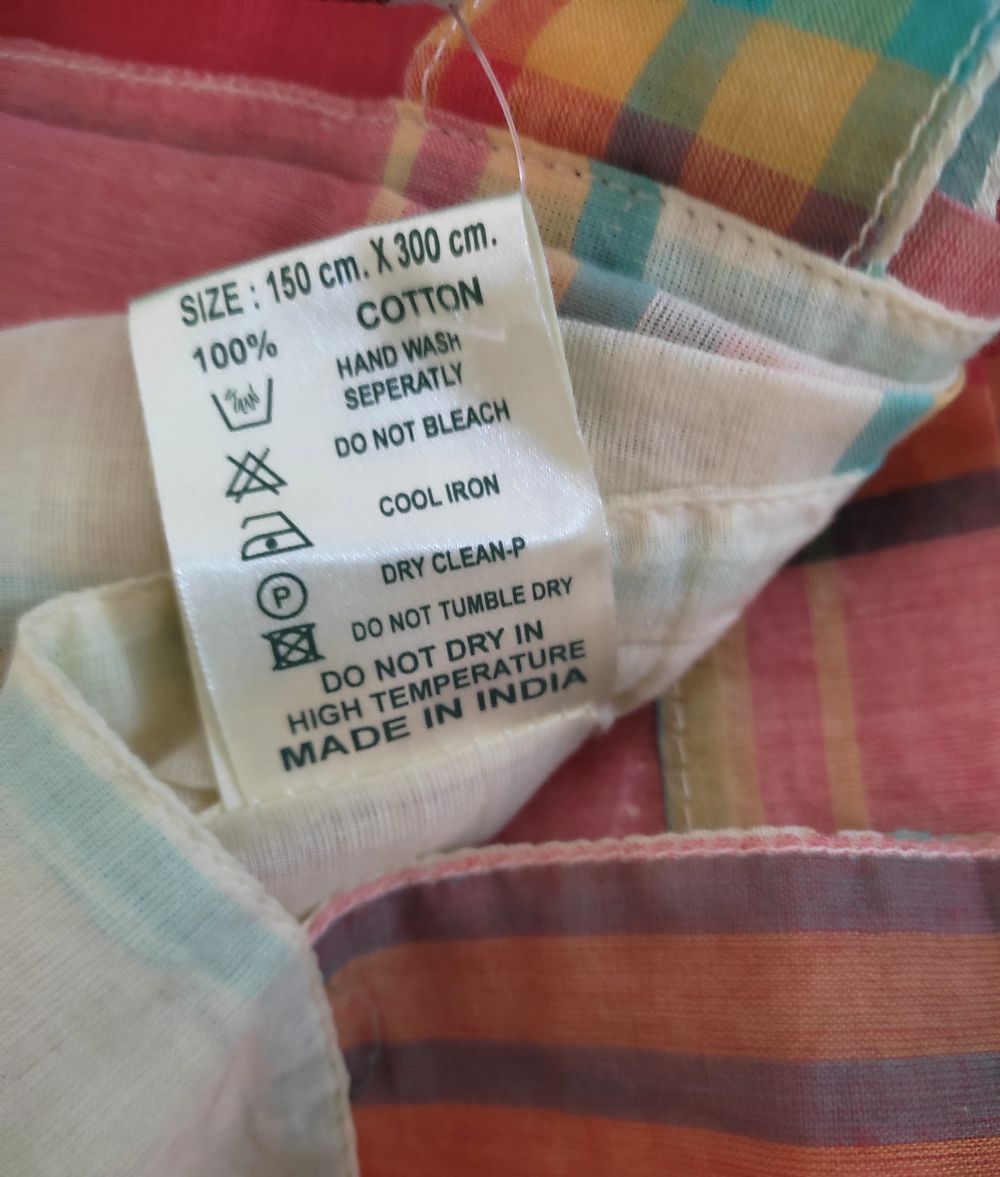 SIZE : 150 cm. X 300 cm.
100% COTTON
HAND WASH
SEPERATLY
DO NOT BLEACH
COOL IRON
DRY CLEAN-P
P
DO NOT TUMBLE DRY
DO NOT DRY IN
HIGH TEMPERATURE
MADE IN INDIA